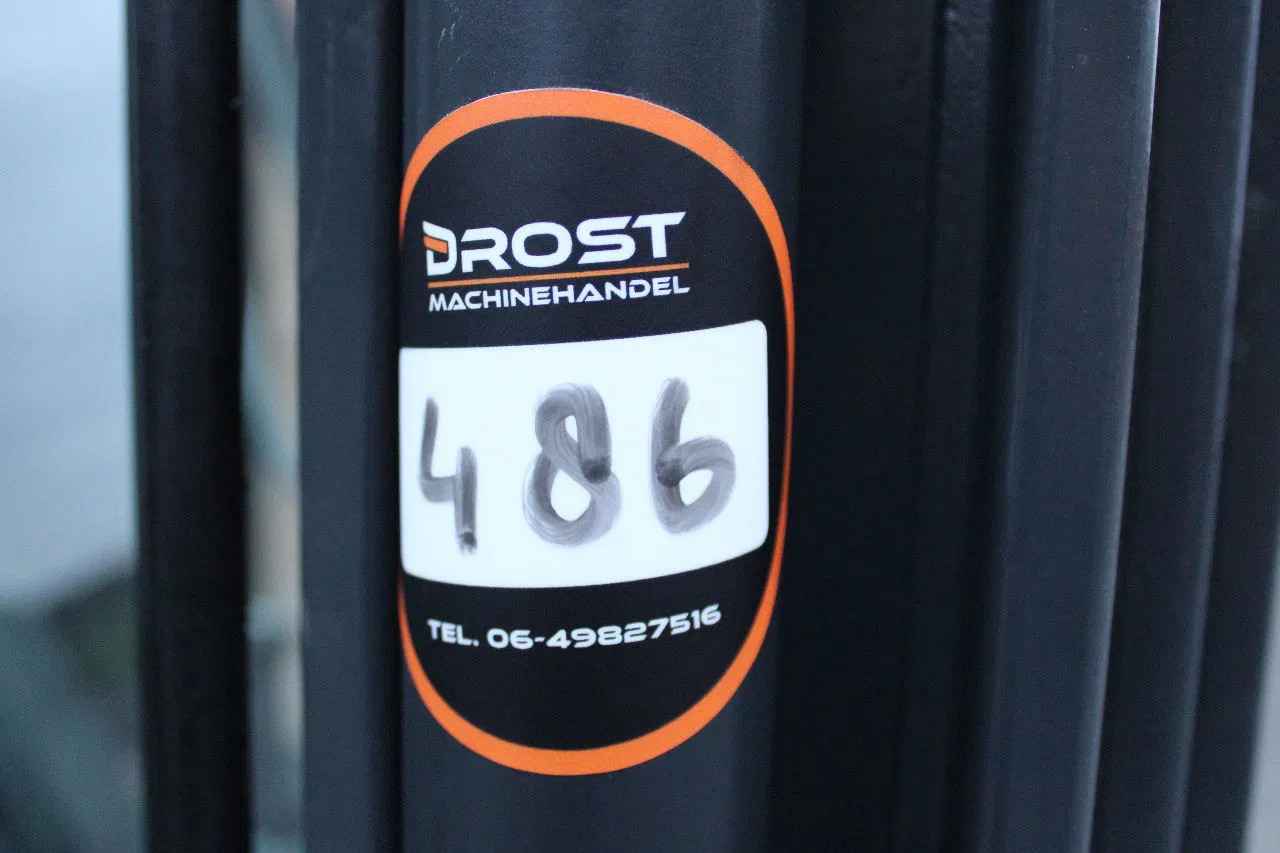 DROST
MACHINEHANDEL
486
TEL. 06-49827516